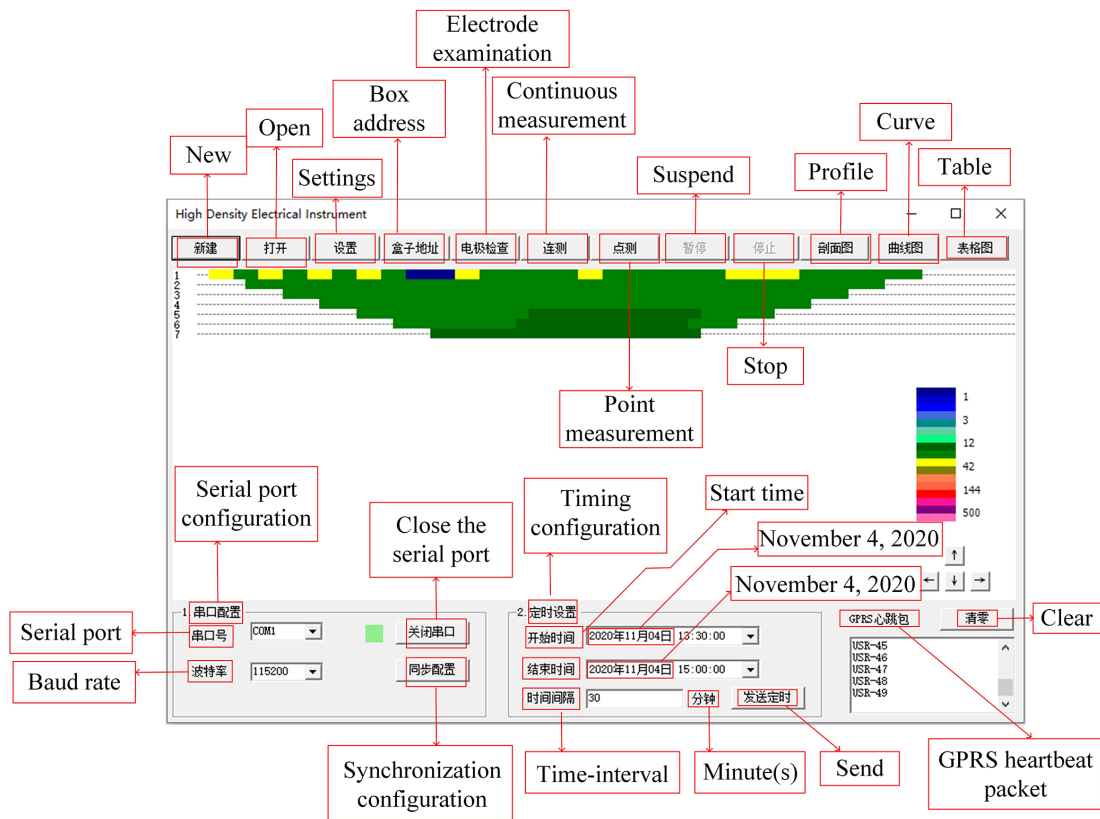 Electrode
examination
Continuous
measurement
Box
address
Open
New
Settings
Suspend
Profile
Curve
Table
High Density Electrical Instrument
新建
打开
设置
盒子地址
电极检查
连测
点测
暂停
停止
剖面图
曲线图
表格图
1
2
3
4
5
6
7
Stop
Point
measurement
1
3
12
42
144
500
Serial port
configuration
Close the
serial port
Timing
configuration
Start time
November 4, 2020
November 4, 2020
↑
← ↓ →
1.串口配置
串口号 COM1
关闭串口
波特率 115200
同步配置
2.定时设置
开始时间 2020年11月04日 13:30:00
结束时间 2020年11月04日 15:00:00
时间间隔 30 分钟 发送定时
GPRS心跳包 清零
USR-45
USR-46
USR-47
USR-48
USR-49
Serial port
Baud rate
Clear
Synchronization
configuration
Time-interval
Minute(s)
Send
GPRS heartbeat
packet